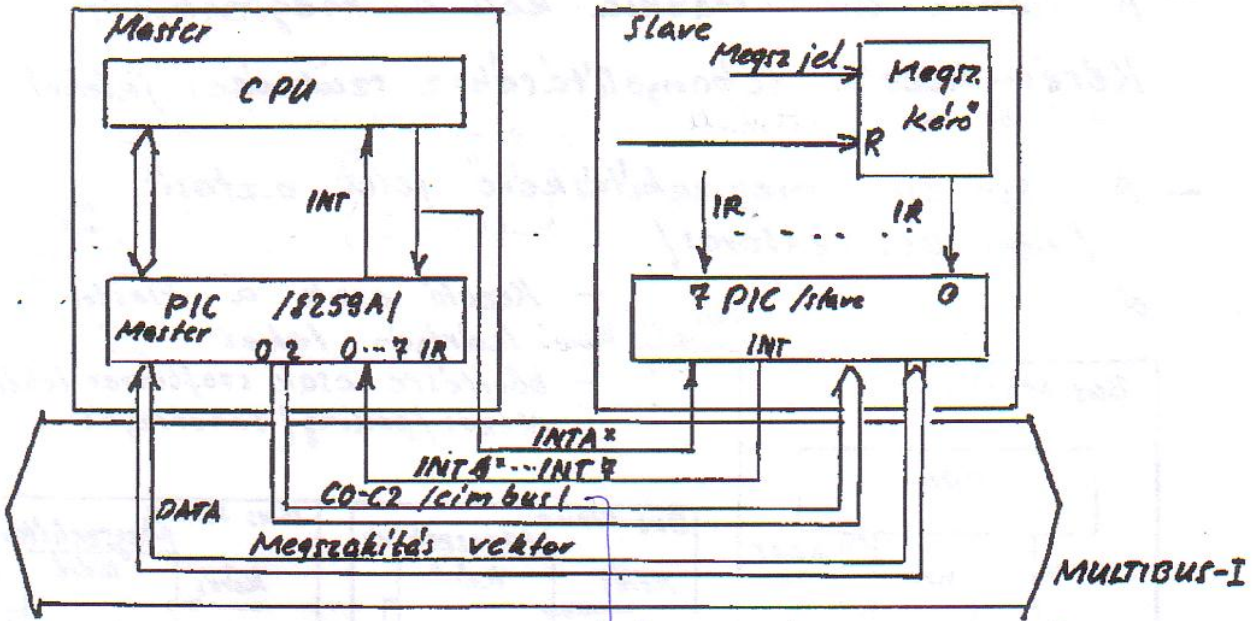 Master
CPU
INT
PIC /8259A/
Master
0 2 0...7 IR
Slave
Megsz jel.
Megsz.
kérő
R
IR IR
7 PIC /slave 0
INT
INTA*
INT0*...INT7
C0-C2 /cím bus/
DATA
Megszakítás vektor
MULTIBUS-I